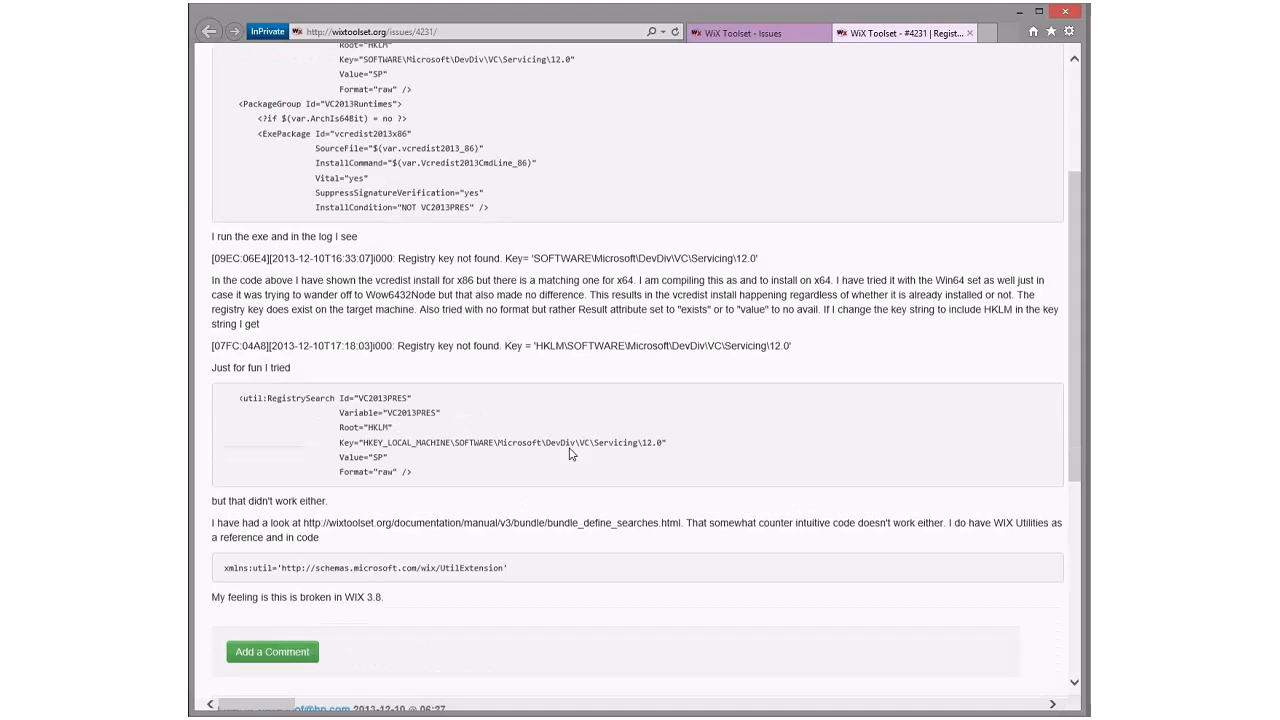 InPrivate http://wixtoolset.org/issues/4231/ WiX Toolset - Issues WiX Toolset - #4231 | Regist...
Root="HKLM"
Key="SOFTWARE\Microsoft\DevDiv\VC\Servicing\12.0"
Value="SP"
Format="raw" />
<PackageGroup Id="VC2013Runtimes">
<?if $(var.ArchIs64Bit) = no ?>
<ExePackage Id="vcredist2013x86"
SourceFile="$(var.vcredist2013_86)"
InstallCommand="$(var.Vcredist2013CmdLine_86)"
Vital="yes"
SuppressSignatureVerification="yes"
InstallCondition="NOT VC2013PRES" />
I run the exe and in the log I see
[09EC:06E4][2013-12-10T16:33:07]i000: Registry key not found. Key= 'SOFTWARE\Microsoft\DevDiv\VC\Servicing\12.0'
In the code above I have shown the vcredist install for x86 but there is a matching one for x64. I am compiling this as and to install on x64. I have tried it with the Win64 set as well just in
case it was trying to wander off to Wow6432Node but that also made no difference. This results in the vcredist install happening regardless of whether it is already installed or not. The
registry key does exist on the target machine. Also tried with no format but rather Result attribute set to "exists" or to "value" to no avail. If I change the key string to include HKLM in the key
string I get
[07FC:04A8][2013-12-10T17:18:03]i000: Registry key not found. Key = 'HKLM\SOFTWARE\Microsoft\DevDiv\VC\Servicing\12.0'
Just for fun I tried
<util:RegistrySearch Id="VC2013PRES"
Variable="VC2013PRES"
Root="HKLM"
Key="HKEY_LOCAL_MACHINE\SOFTWARE\Microsoft\DevDiv\VC\Servicing\12.0"
Value="SP"
Format="raw" />
but that didn't work either.
I have had a look at http://wixtoolset.org/documentation/manual/v3/bundle/bundle_define_searches.html. That somewhat counter intuitive code doesn't work either. I do have WIX Utilities as
a reference and in code
xmlns:util='http://schemas.microsoft.com/wix/UtilExtension'
My feeling is this is broken in WIX 3.8.
Add a Comment
of@hp.com 2013-12-10 @ 06:27